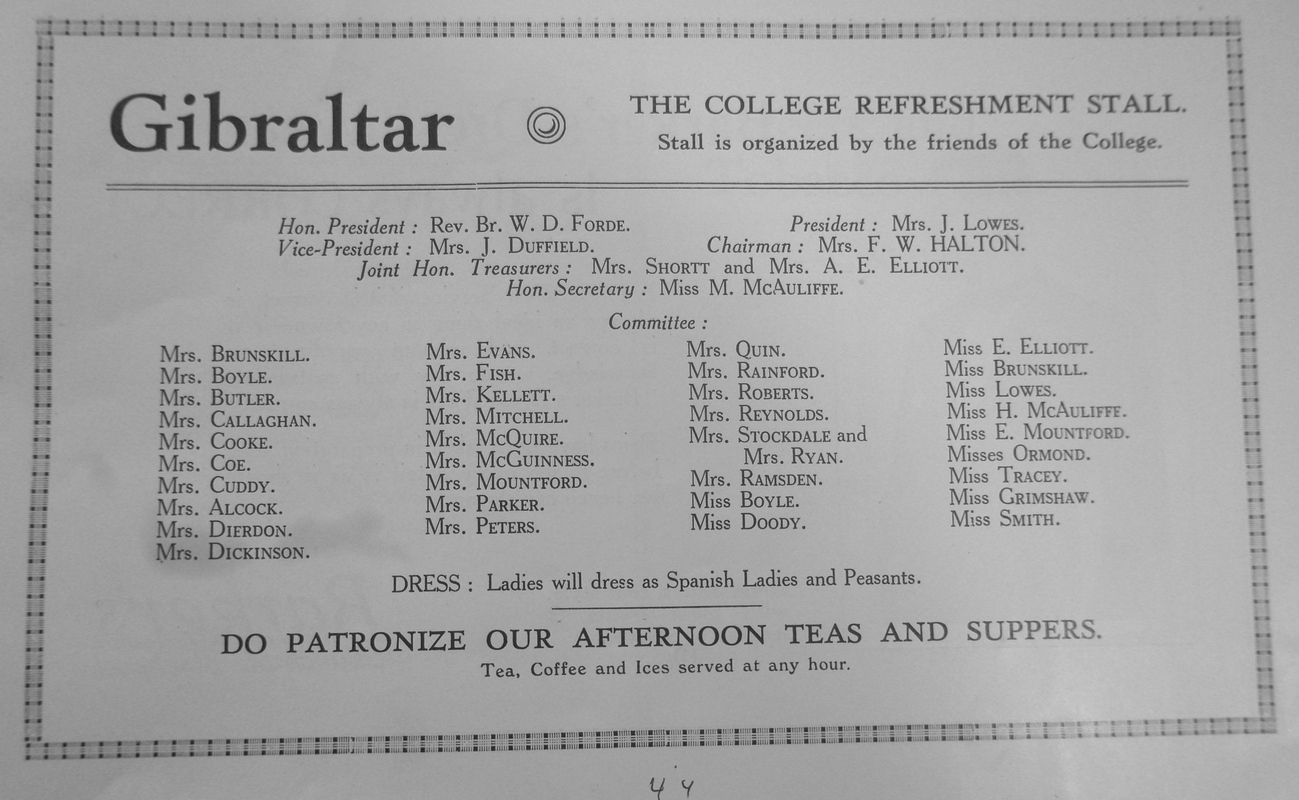 Gibraltar
THE COLLEGE REFRESHMENT STALL.
Stall is organized by the friends of the College.
Hon. President : Rev. Br. W. D. FORDE.
President : Mrs. J. LOWES.
Vice-President : Mrs. J. DUFFIELD.
Chairman : Mrs. F. W. HALTON.
Joint Hon. Treasurers : Mrs. SHORTT and Mrs. A. E. ELLIOTT.
Hon. Secretary : Miss M. MCAULIFFE.
Committee :
Mrs. BRUNSKILL.
Mrs. BOYLE.
Mrs. BUTLER.
Mrs. CALLAGHAN.
Mrs. COOKE.
Mrs. COE.
Mrs. CUDDY.
Mrs. ALCOCK.
Mrs. DIERDON.
Mrs. DICKINSON.
Mrs. EVANS.
Mrs. FISH.
Mrs. KELLETT.
Mrs. MITCHELL.
Mrs. MCQUIRE.
Mrs. MCGUINNESS.
Mrs. MOUNTFORD.
Mrs. PARKER.
Mrs. PETERS.
Mrs. QUIN.
Mrs. RAINFORD.
Mrs. ROBERTS.
Mrs. REYNOLDS.
Mrs. STOCKDALE and
Mrs. RYAN.
Mrs. RAMSDEN.
Miss BOYLE.
Miss DOODY.
Miss E. ELLIOTT.
Miss BRUNSKILL.
Miss LOWES.
Miss H. MCAULIFFE.
Miss E. MOUNTFORD.
Misses ORMOND.
Miss TRACEY.
Miss GRIMSHAW.
Miss SMITH.
DRESS : Ladies will dress as Spanish Ladies and Peasants.
DO PATRONIZE OUR AFTERNOON TEAS AND SUPPERS.
Tea, Coffee and Ices served at any hour.